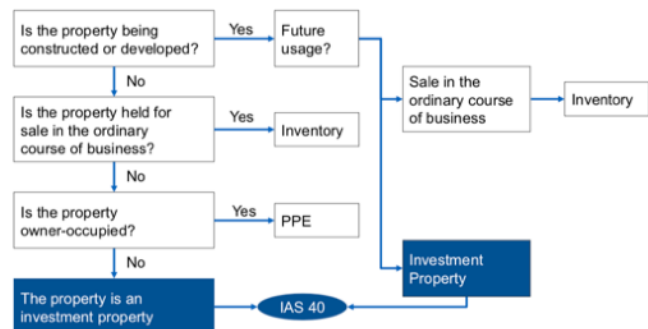 Is the property being
constructed or developed?
Yes
Future
usage?
No
Sale in the
ordinary course
of business
Inventory
Is the property held for
sale in the ordinary
course of business?
Yes
Inventory
No
Is the property
owner-occupied?
Yes
PPE
No
Investment
Property
The property is an
investment property
IAS 40